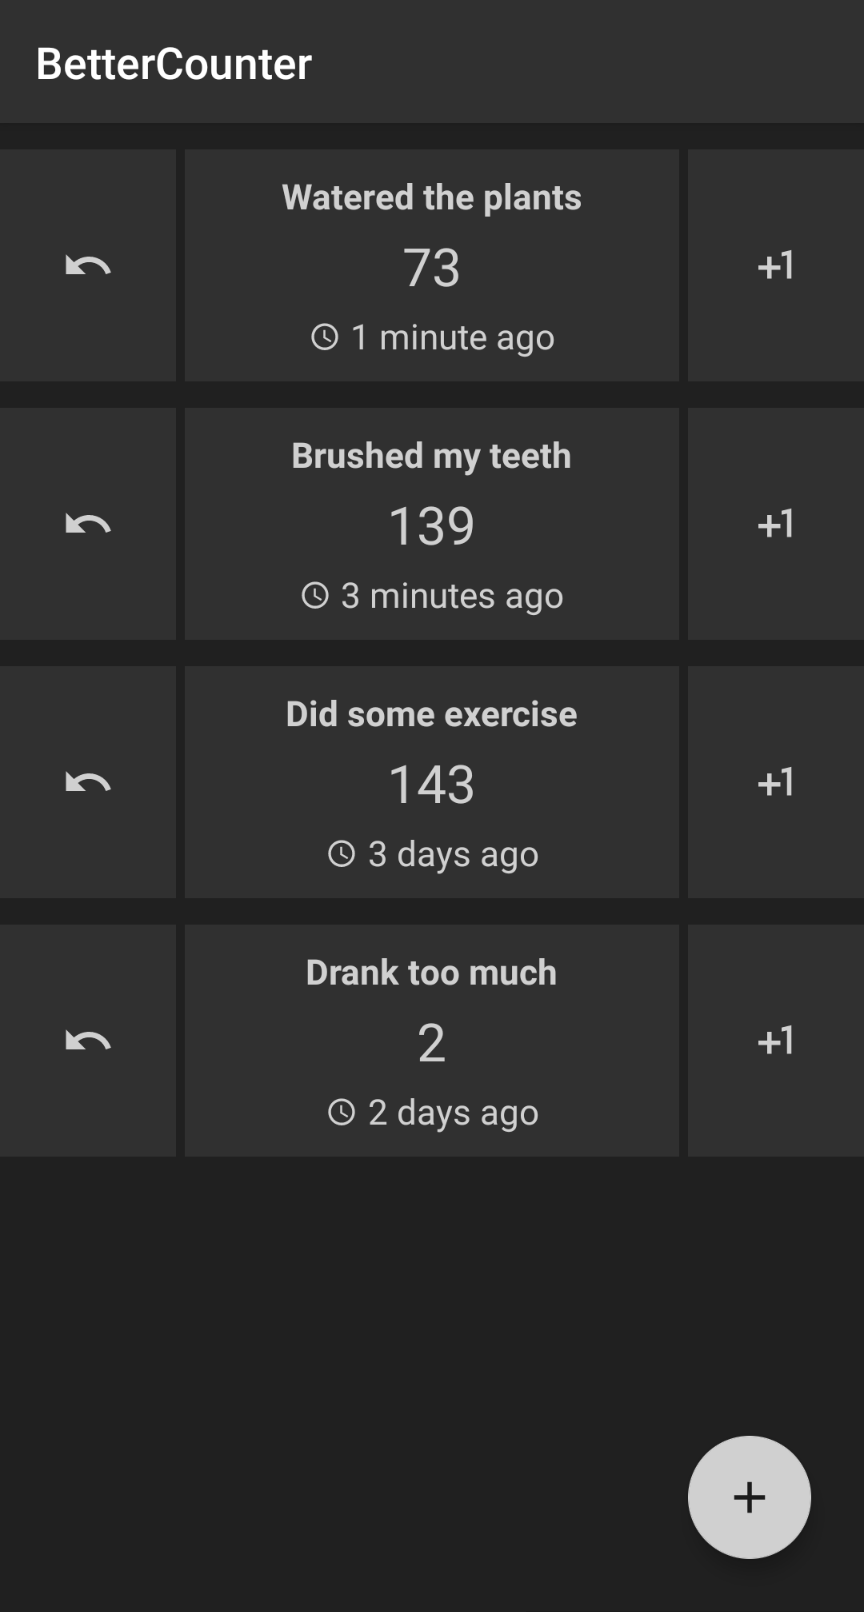 BetterCounter
Watered the plants
73
1 minute ago
+1
Brushed my teeth
139
3 minutes ago
+1
Did some exercise
143
3 days ago
+1
Drank too much
2
2 days ago
+1
+